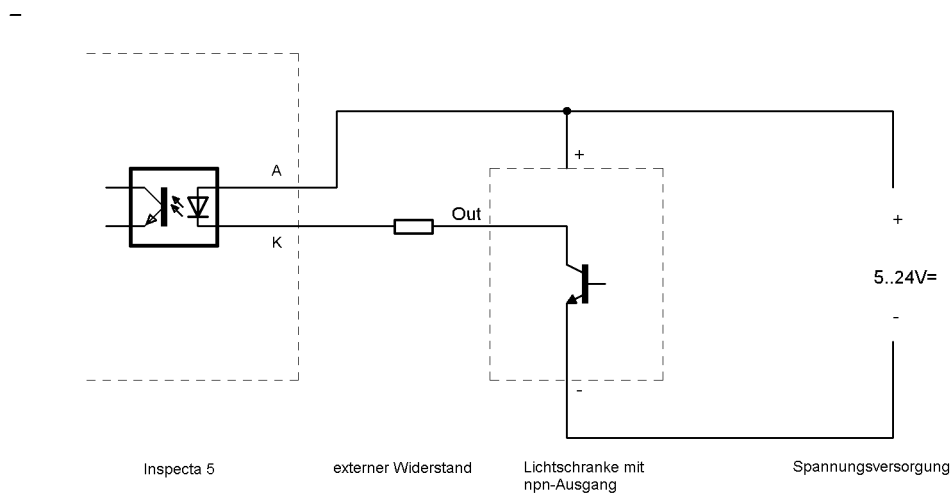 –
A
+
Out
K
+
5..24V=
-
-
Inspecta 5
externer Widerstand
Lichtschranke mit
npn-Ausgang
Spannungsversorgung